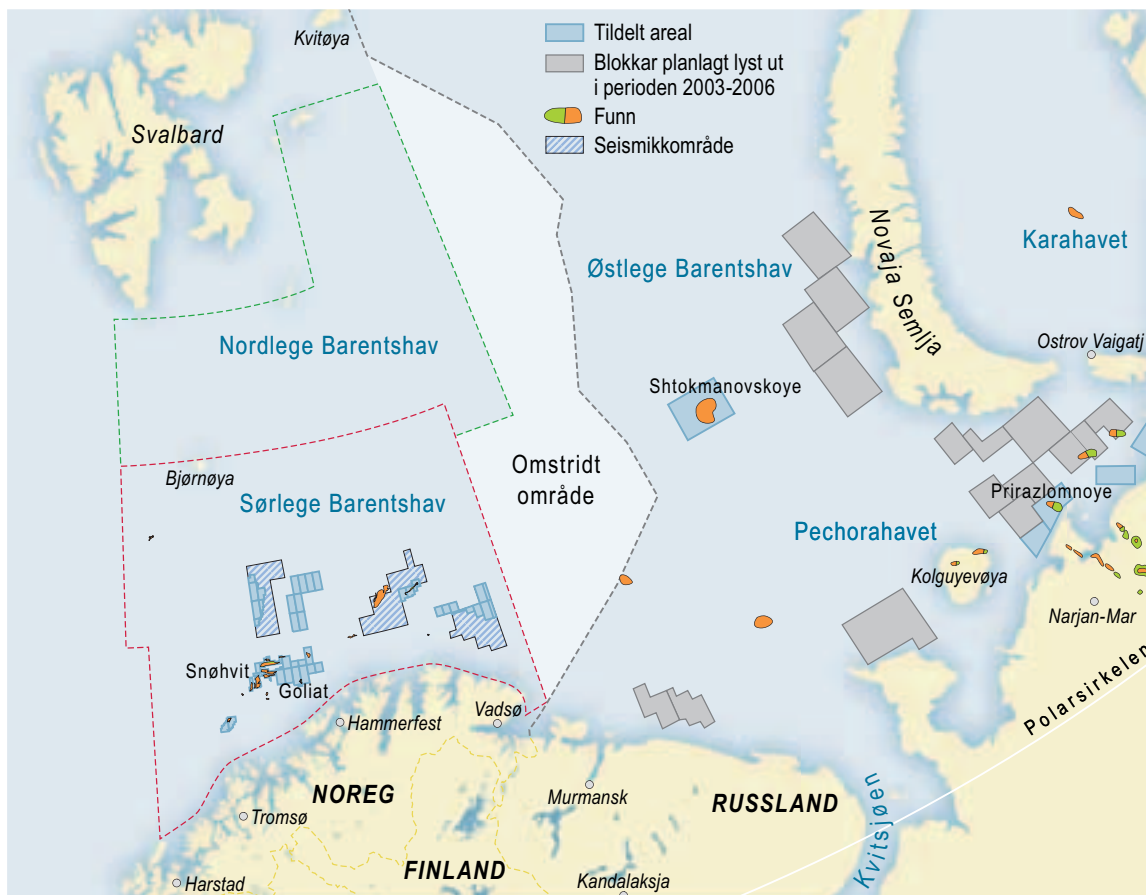 Kvitøya
Tildelt areal
Blokkar planlagt lyst ut
i perioden 2003-2006
Funn
Seismikkområde
Svalbard
Novaja Semlja
Karahavet
Østlege Barentshav
Nordlege Barentshav
Ostrov Vaigatj
Shtokmanovskoye
Omstridt
område
Bjørnøya
Sørlege Barentshav
Prirazlomnoye
Pechorahavet
Kolguyevøya
Narjan-Mar
Snøhvit
Goliat
Polarsirkelen
Hammerfest
Vadsø
NOREG
Murmansk
RUSSLAND
Kvitsjøen
Tromsø
FINLAND
Harstad
Kandalaksja